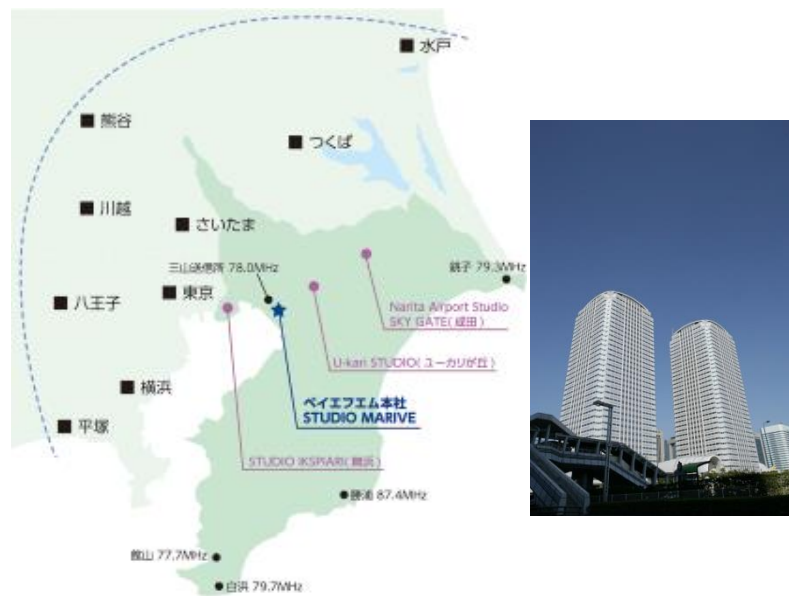 水戸
熊谷
つくば
川越
さいたま
三山送信所 78.0MHz
銚子 79.3MHz
東京
八王子
Narita Airport Studio
SKY GATE(成田)
U-kari STUDIO(ユーカリが丘)
横浜
ベイエフエム本社
STUDIO MARIVE
平塚
STUDIO IKSPIARI(舞浜)
勝浦 87.4MHz
館山 77.7MHz
白浜 79.7MHz